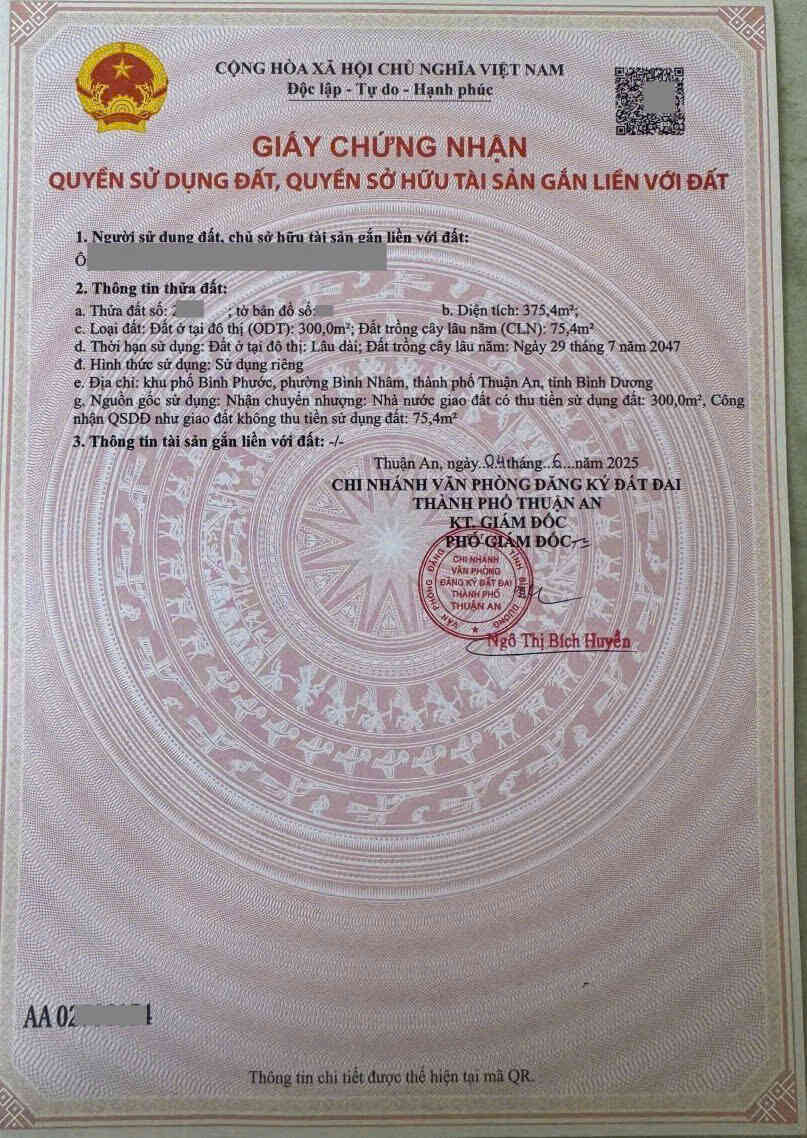 CỘNG HÒA XÃ HỘI CHỦ NGHĨA VIỆT NAM
Độc lập - Tự do - Hạnh phúc
GIẤY CHỨNG NHẬN
QUYỀN SỬ DỤNG ĐẤT, QUYỀN SỞ HỮU TÀI SẢN GẮN LIỀN VỚI ĐẤT
1. Người sử dụng đất, chủ sở hữu tài sản gắn liền với đất:
Ô
2. Thông tin thửa đất:
a. Thửa đất số: ; tờ bản đồ số: b. Diện tích: 375,4m²;
c. Loại đất: Đất ở tại đô thị (ODT): 300,0m²; Đất trồng cây lâu năm (CLN): 75,4m²
d. Thời hạn sử dụng: Đất ở tại đô thị: Lâu dài; Đất trồng cây lâu năm: Ngày 29 tháng 7 năm 2047
đ. Hình thức sử dụng: Sử dụng riêng
e. Địa chỉ: khu phố Bình Phước, phường Bình Nhâm, thành phố Thuận An, tỉnh Bình Dương
g. Nguồn gốc sử dụng: Nhận chuyển nhượng: Nhà nước giao đất có thu tiền sử dụng đất: 300,0m², Công
nhận QSDĐ như giao đất không thu tiền sử dụng đất: 75,4m²
3. Thông tin tài sản gắn liền với đất: -/-
Thuận An, ngày..04tháng..6...năm 2025
CHI NHÁNH VĂN PHÒNG ĐĂNG KÝ ĐẤT ĐAI
THÀNH PHỐ THUẬN AN
KT. GIÁM ĐỐC
PHÓ GIÁM ĐỐC
CHI NHÁNH
VĂN PHÒNG
ĐĂNG KÝ ĐẤT ĐAI
THÀNH PHỐ
THUẬN AN
Ngô Thị Bích Huyền
AA 02
Thông tin chi tiết được thể hiện tại mã QR.